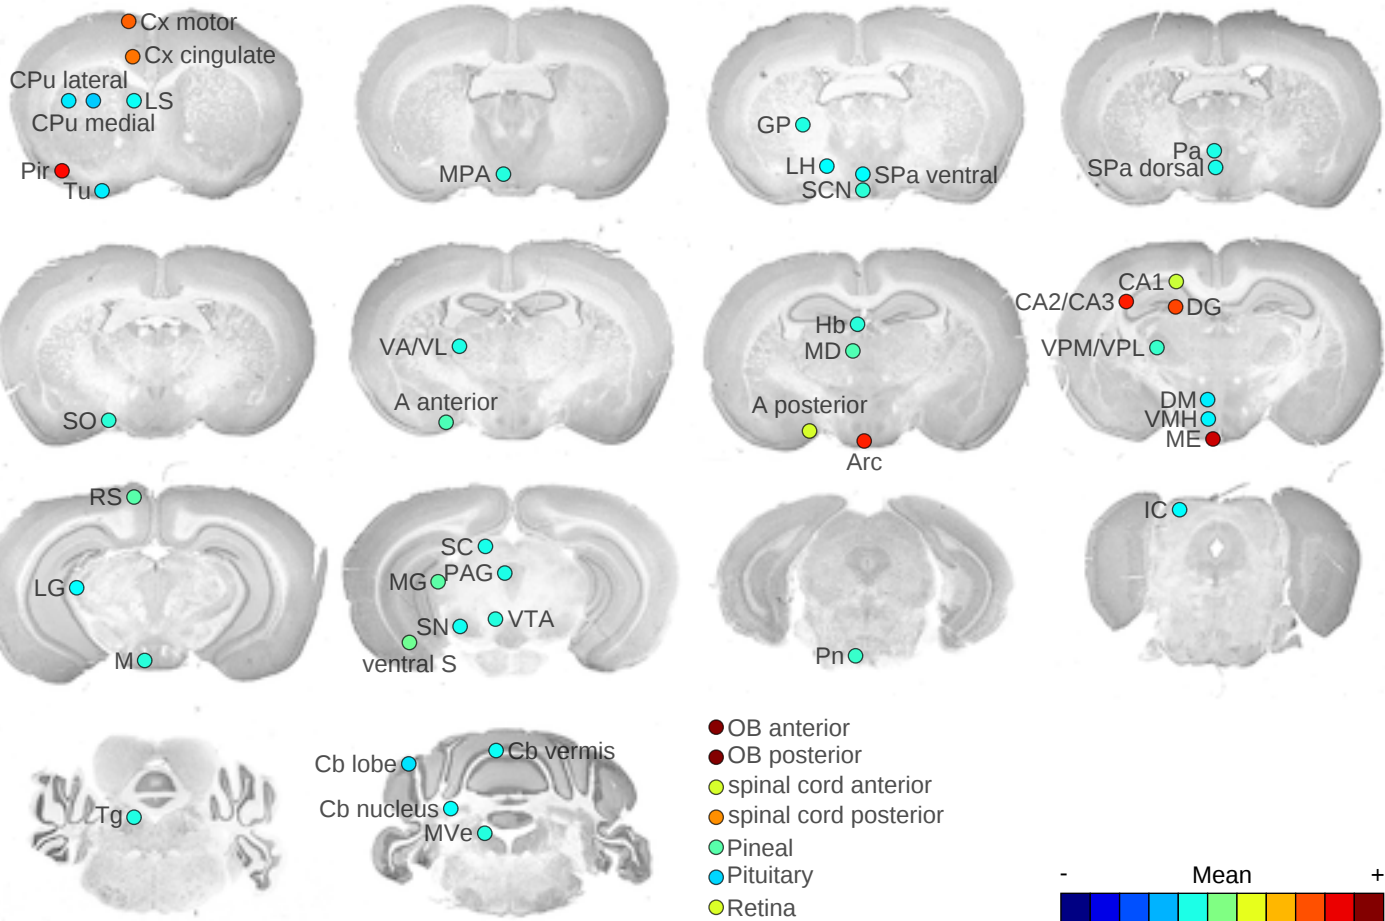 Cx motor
Cx cingulate
CPu lateral
LS
CPu medial
Pir
Tu
MPA
GP
LH
SPa ventral
SCN
Pa
SPa dorsal
SO
VA/VL
A anterior
Hb
MD
A posterior
Arc
CA1
CA2/CA3
DG
VPM/VPL
DM
VMH
ME
RS
LG
M
SC
MG
PAG
SN
VTA
ventral S
Pn
IC
Tg
Cb lobe
Cb vermis
Cb nucleus
MVe
OB anterior
OB posterior
spinal cord anterior
spinal cord posterior
Pineal
Pituitary
Retina
- Mean +